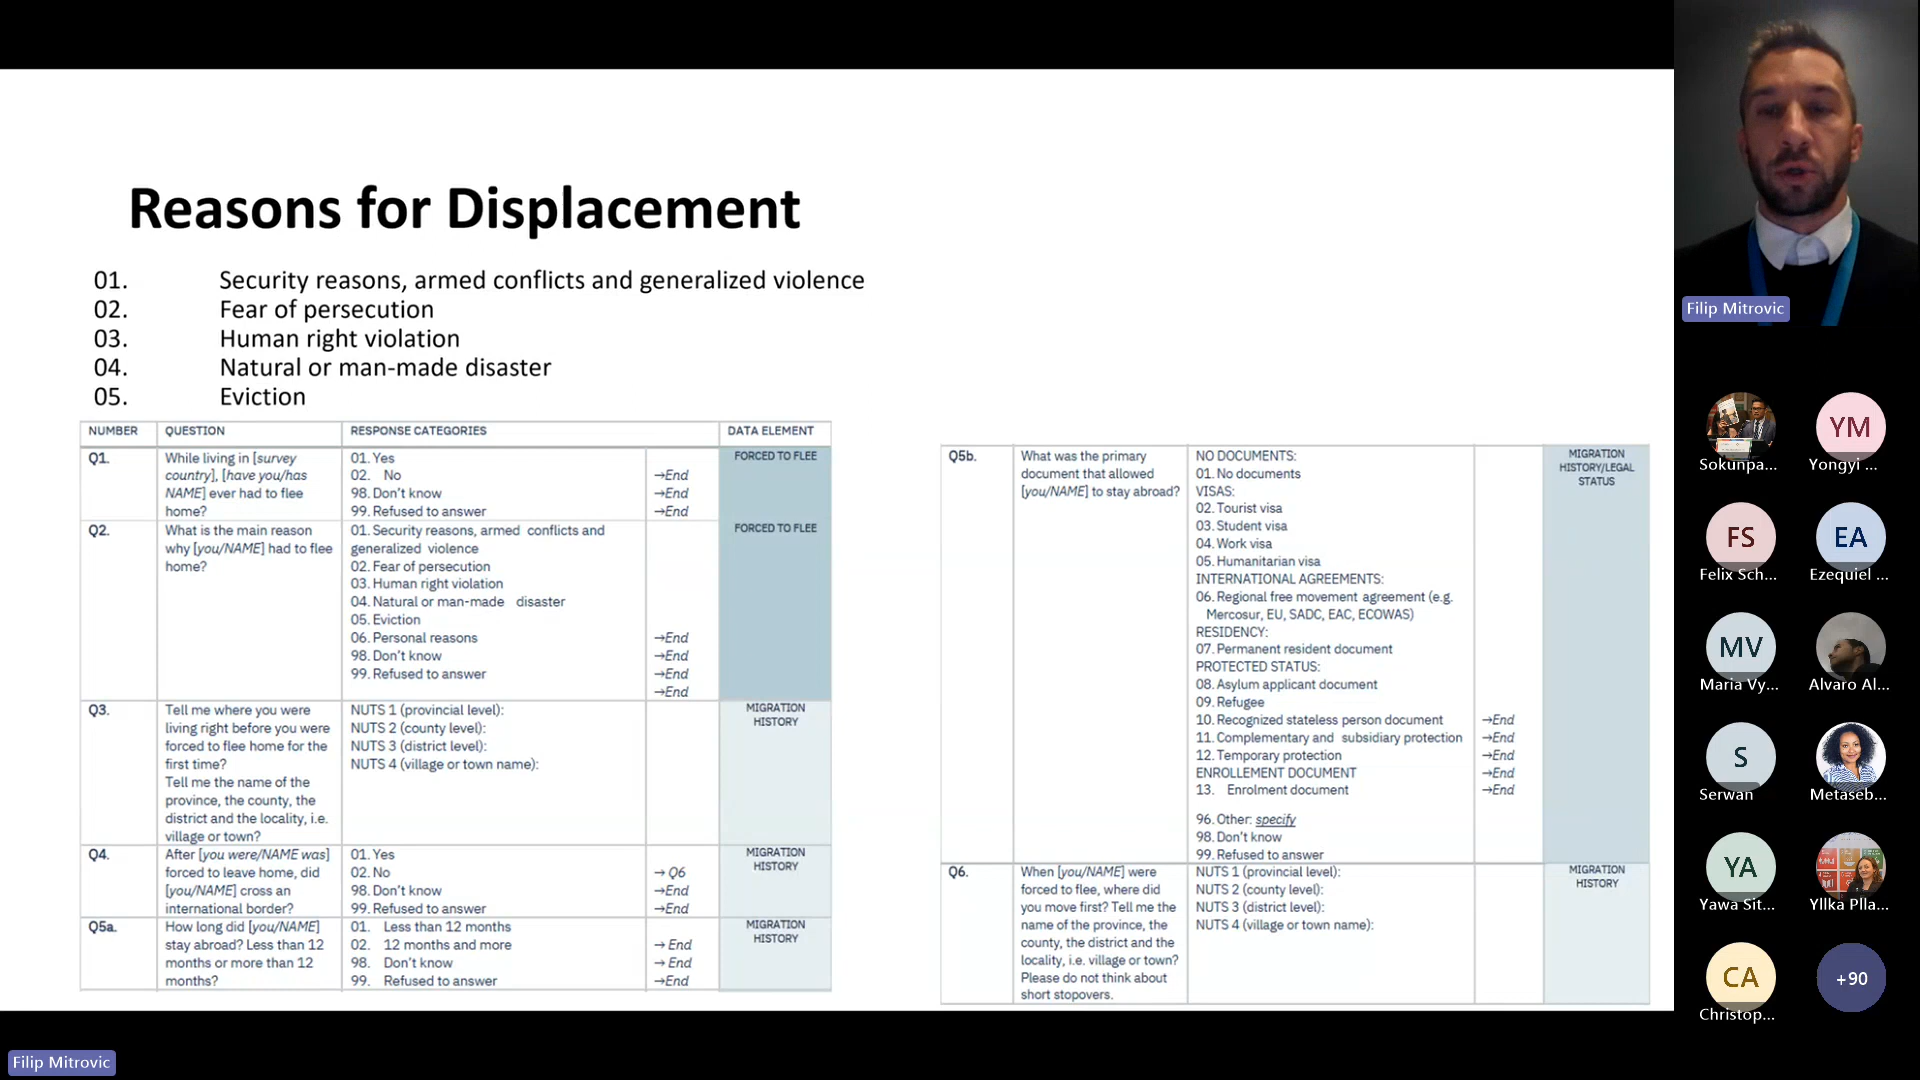 Reasons for Displacement
01. Security reasons, armed conflicts and generalized violence
02. Fear of persecution
03. Human right violation
04. Natural or man-made disaster
05. Eviction
NUMBER QUESTION RESPONSE CATEGORIES DATA ELEMENT
Q1.
While living in [survey
country], [have you/has
NAME] ever had to flee
home?
01. Yes
02. No →End
98. Don't know →End
99. Refused to answer →End
FORCED TO FLEE
Q2.
What is the main reason
why [you/NAME] had to flee
home?
01. Security reasons, armed conflicts and
generalized violence
02. Fear of persecution
03. Human right violation
04. Natural or man-made disaster
05. Eviction
06. Personal reasons →End
98. Don't know →End
99. Refused to answer →End
→End
FORCED TO FLEE
Q3.
Tell me where you were
living right before you were
forced to flee home for the
first time?
Tell me the name of the
province, the county, the
district and the locality, i.e.
village or town?
NUTS 1 (provincial level):
NUTS 2 (county level):
NUTS 3 (district level):
NUTS 4 (village or town name):
MIGRATION
HISTORY
Q4.
After [you were/NAME was]
forced to leave home, did
[you/NAME] cross an
international border?
01. Yes
02. No → Q6
98. Don't know →End
99. Refused to answer →End
MIGRATION
HISTORY
Q5a.
How long did [you/NAME]
stay abroad? Less than 12
months or more than 12
months?
01. Less than 12 months
02. 12 months and more → End
98. Don't know → End
99. Refused to answer →End
MIGRATION
HISTORY
Q5b.
What was the primary
document that allowed
[you/NAME] to stay abroad?
NO DOCUMENTS:
01. No documents
VISAS:
02. Tourist visa
03. Student visa
04. Work visa
05. Humanitarian visa
INTERNATIONAL AGREEMENTS:
06. Regional free movement agreement (e.g.
Mercosur, EU, SADC, EAC, ECOWAS)
RESIDENCY:
07. Permanent resident document
PROTECTED STATUS:
08. Asylum applicant document
09. Refugee
10. Recognized stateless person document →End
11. Complementary and subsidiary protection →End
12. Temporary protection →End
ENROLLEMENT DOCUMENT →End
13. Enrolment document →End
96. Other: specify
98. Don't know
99. Refused to answer
MIGRATION
HISTORY/LEGAL
STATUS
Q6.
When [you/NAME] were
forced to flee, where did
you move first? Tell me the
name of the province, the
county, the district and the
locality, i.e. village or town?
Please do not think about
short stopovers.
NUTS 1 (provincial level):
NUTS 2 (county level):
NUTS 3 (district level):
NUTS 4 (village or town name):
MIGRATION
HISTORY
Filip Mitrovic
Sokunpa...
YM
Yongyi ...
FS
Felix Sch...
EA
Ezequiel ...
MV
Maria Vy...
Alvaro Al...
S
Serwan
Metaseb...
YA
Yawa Sit...
Yllka Plla...
CA
Christop...
+90
Filip Mitrovic